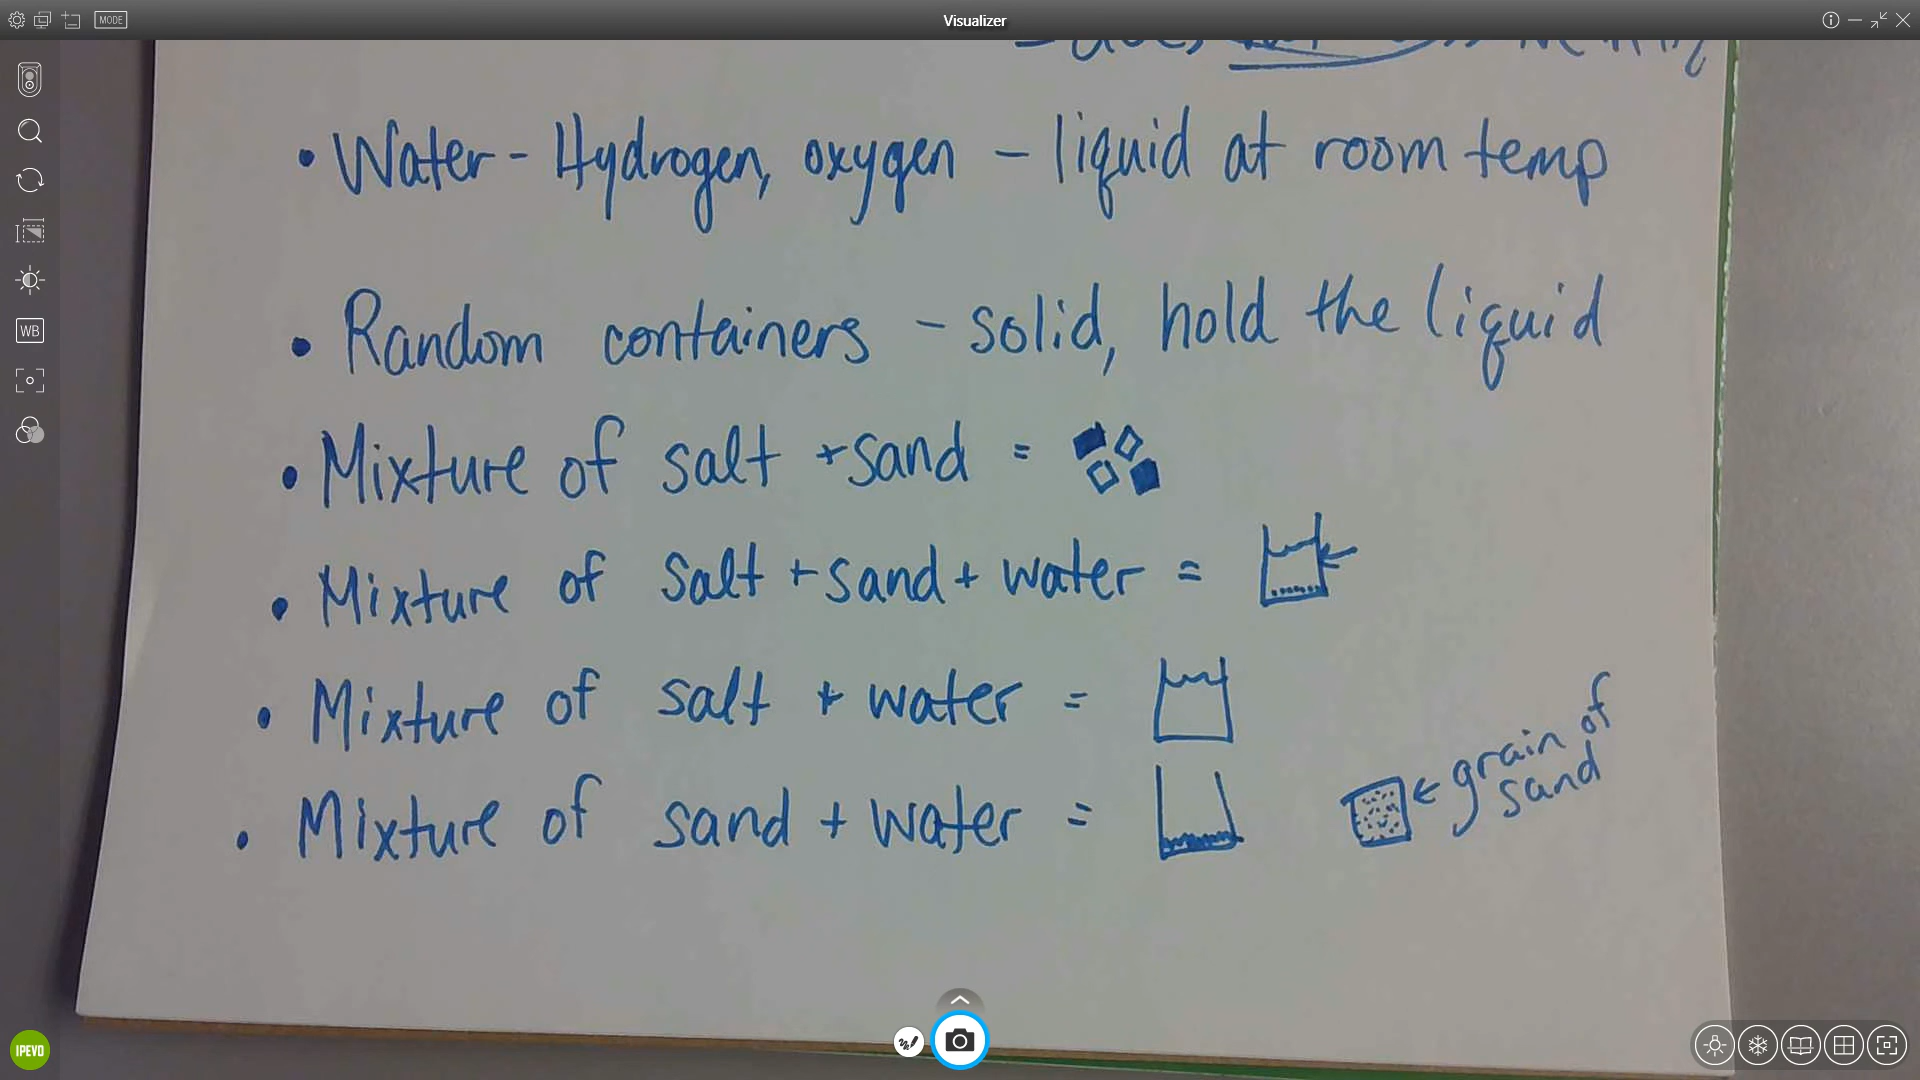 MODE
Visualizer
• Water - Hydrogen, oxygen - liquid at room temp
WB
• Random containers - solid, hold the liquid
• Mixture of salt + sand =
• Mixture of salt + sand + water =
• Mixture of salt + water =
• Mixture of sand + water =
← grain of
sand
IPEVO